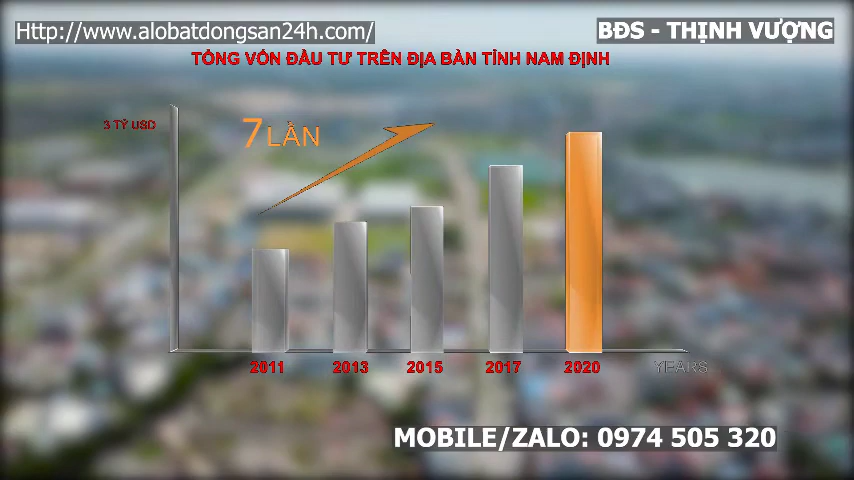 Http://www.alobatdongsan24h.com/
BĐS - THỊNH VƯỢNG
TỔNG VỐN ĐẦU TƯ TRÊN ĐỊA BÀN TỈNH NAM ĐỊNH
3 TỶ USD
7 LẦN
2011 2013 2015 2017 2020 YEARS
MOBILE/ZALO: 0974 505 320